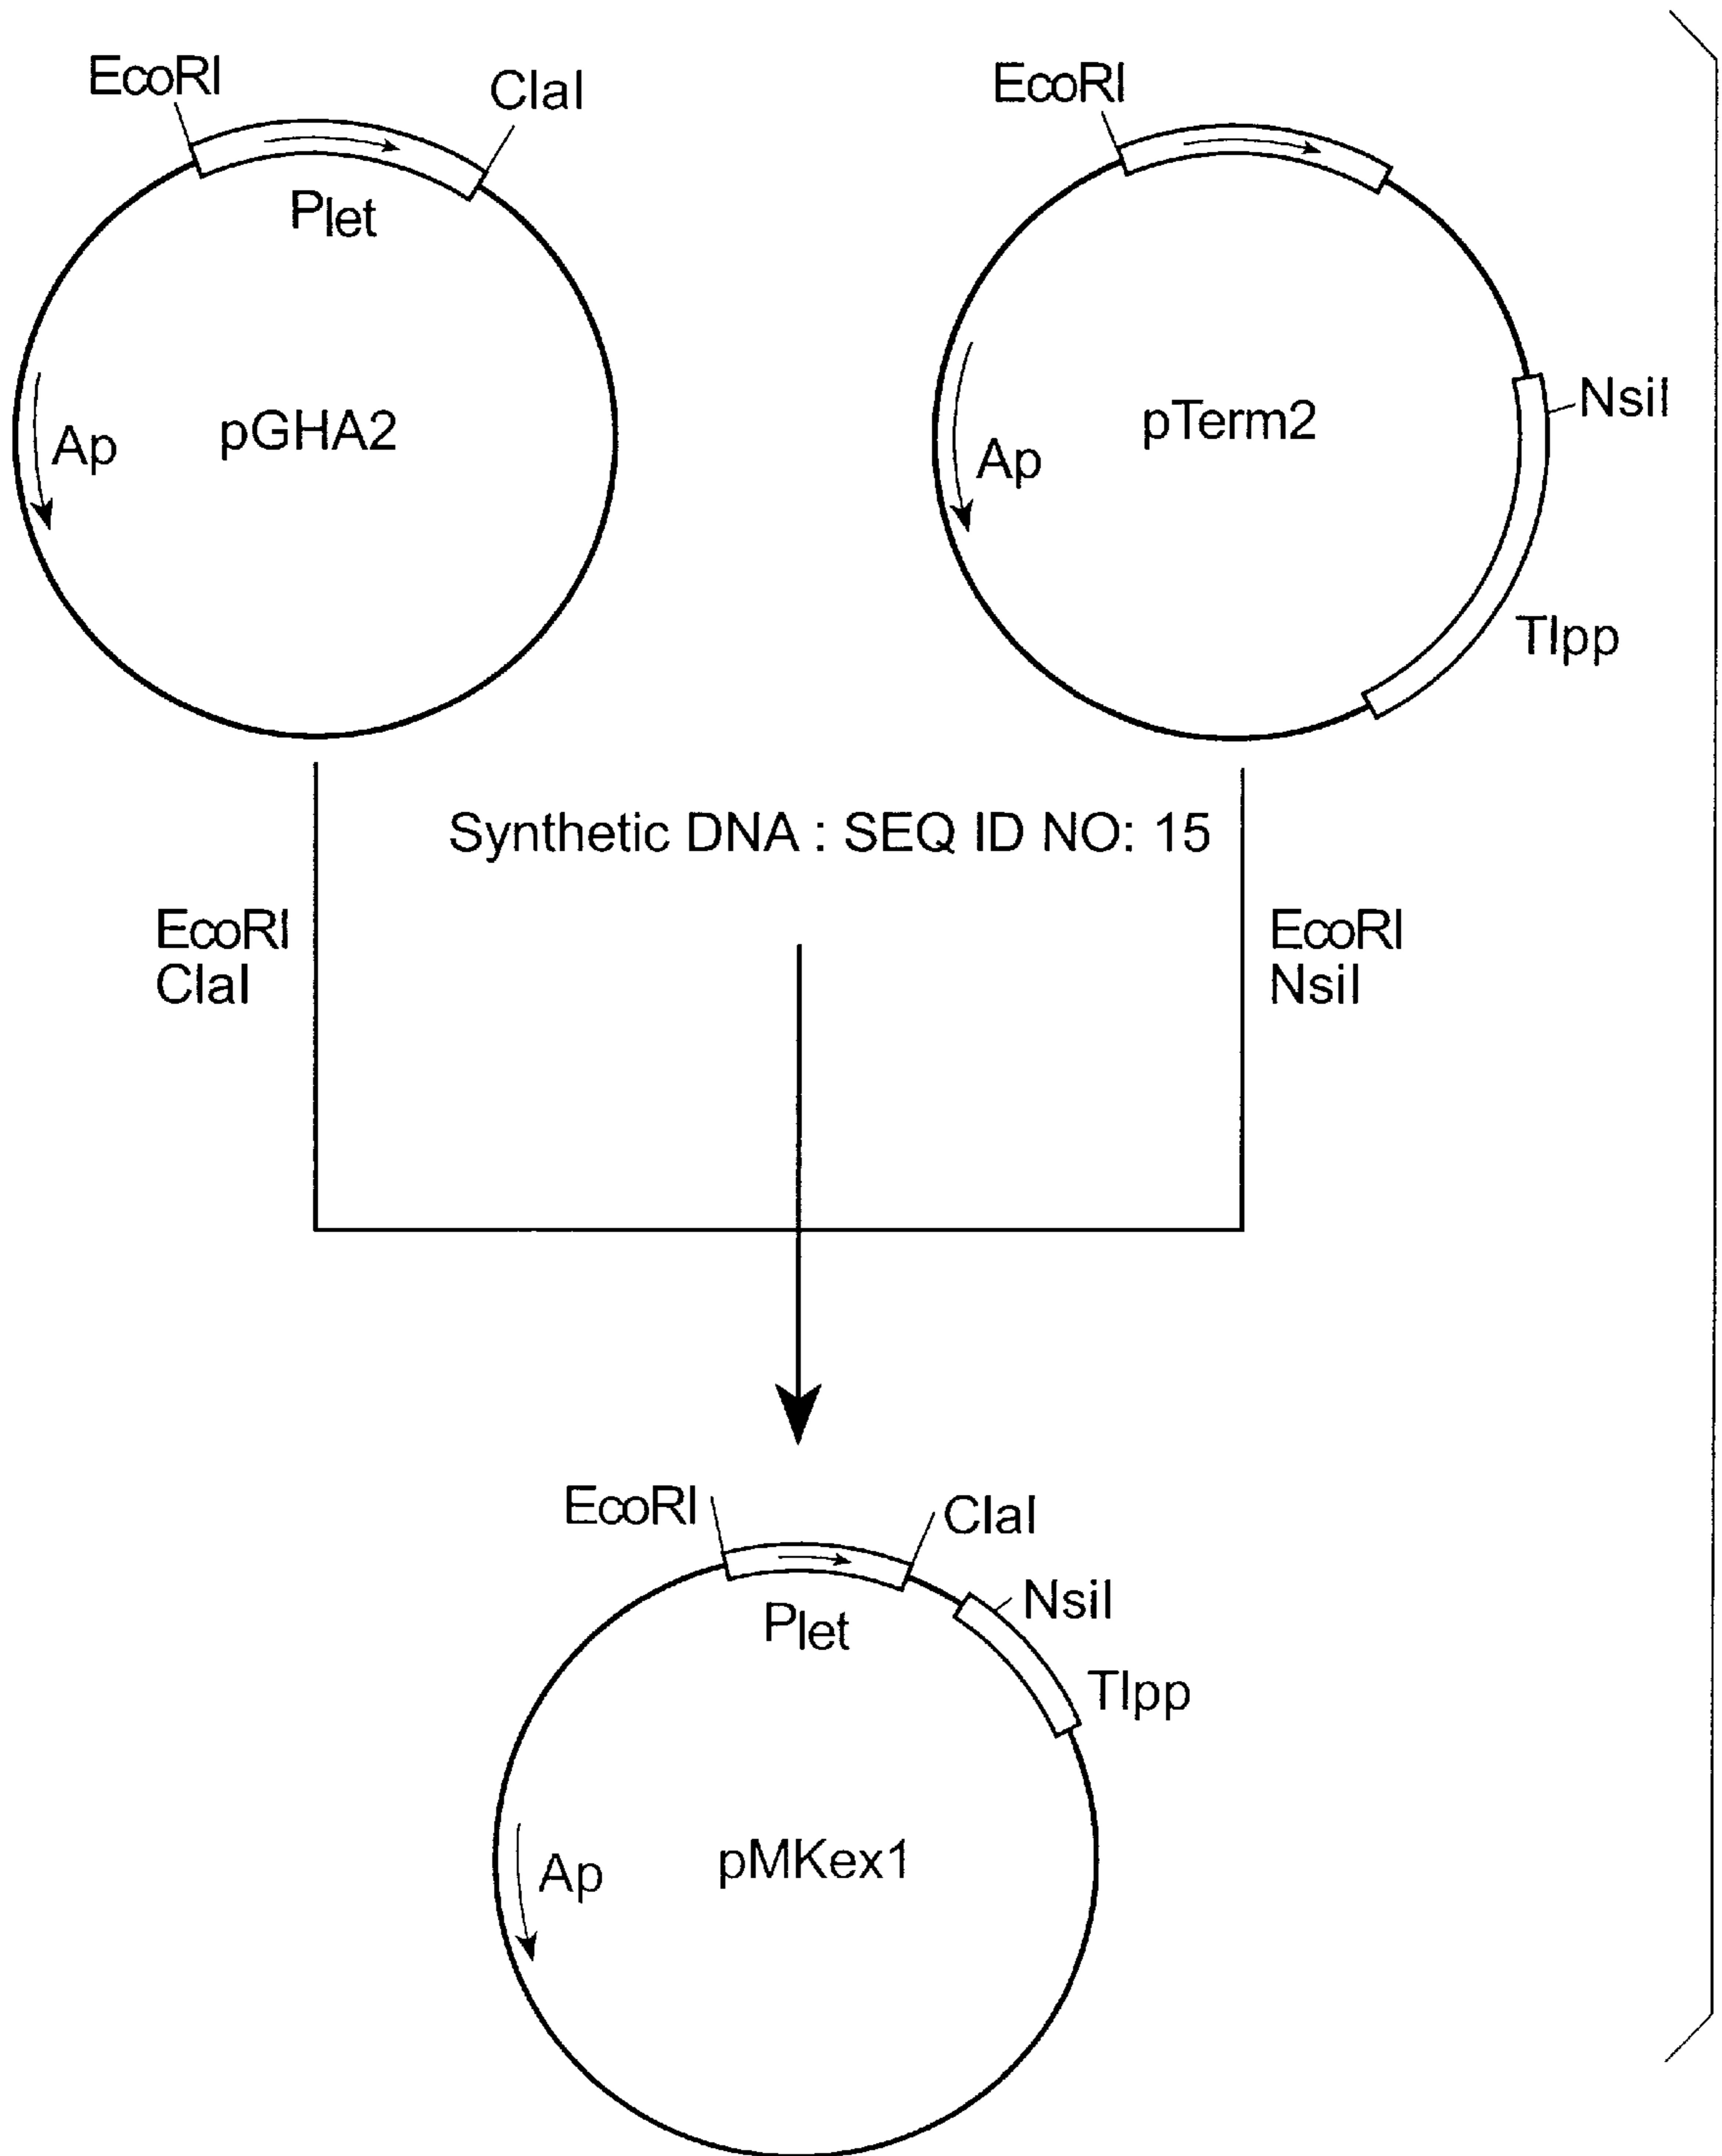 EcoRI
ClaI
Plet
Ap
pGHA2
EcoRI
NsiI
Ap
pTerm2
Tlpp
Synthetic DNA : SEQ ID NO: 15
EcoRI
ClaI
EcoRI
NsiI
EcoRI
ClaI
NsiI
Plet
Tlpp
Ap
pMKex1